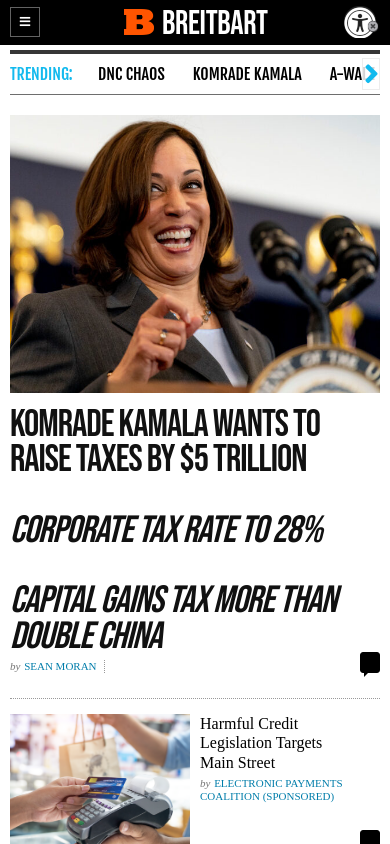 BREITBART
TRENDING:
DNC CHAOS
KOMRADE KAMALA
A-WA
KOMRADE KAMALA WANTS TO
RAISE TAXES BY $5 TRILLION
CORPORATE TAX RATE TO 28%
CAPITAL GAINS TAX MORE THAN
DOUBLE CHINA
by SEAN MORAN
Harmful Credit
Legislation Targets
Main Street
by ELECTRONIC PAYMENTS
COALITION (SPONSORED)